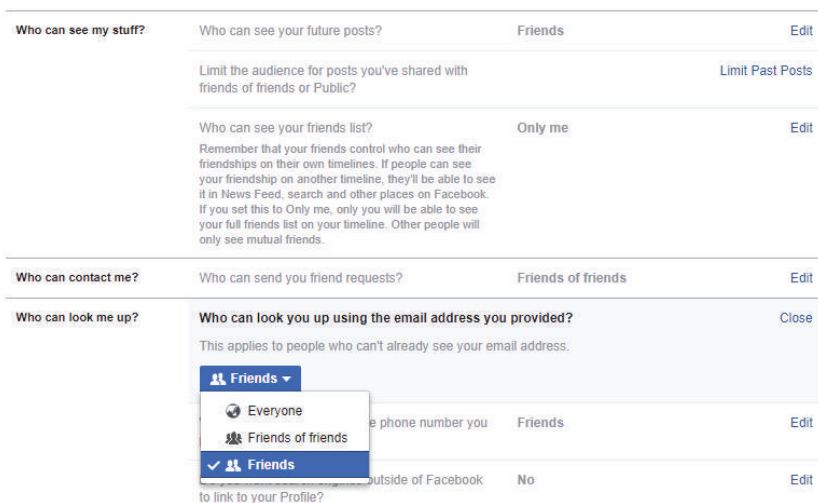 Who can see my stuff?
Who can see your future posts?
Friends
Edit
Limit the audience for posts you've shared with
friends of friends or Public?
Limit Past Posts
Who can see your friends list?
Only me
Edit
Remember that your friends control who can see their
friendships on their own timelines. If people can see
your friendship on another timeline, they'll be able to see
it in News Feed, search and other places on Facebook.
If you set this to Only me, only you will be able to see
your full friends list on your timeline. Other people will
only see mutual friends.
Who can contact me?
Who can send you friend requests?
Friends of friends
Edit
Who can look me up?
Who can look you up using the email address you provided?
Close
This applies to people who can't already see your email address.
Friends
Everyone
Friends of friends
Friends
phone number you
Friends
Edit
outside of Facebook
No
Edit
to link to your Profile?